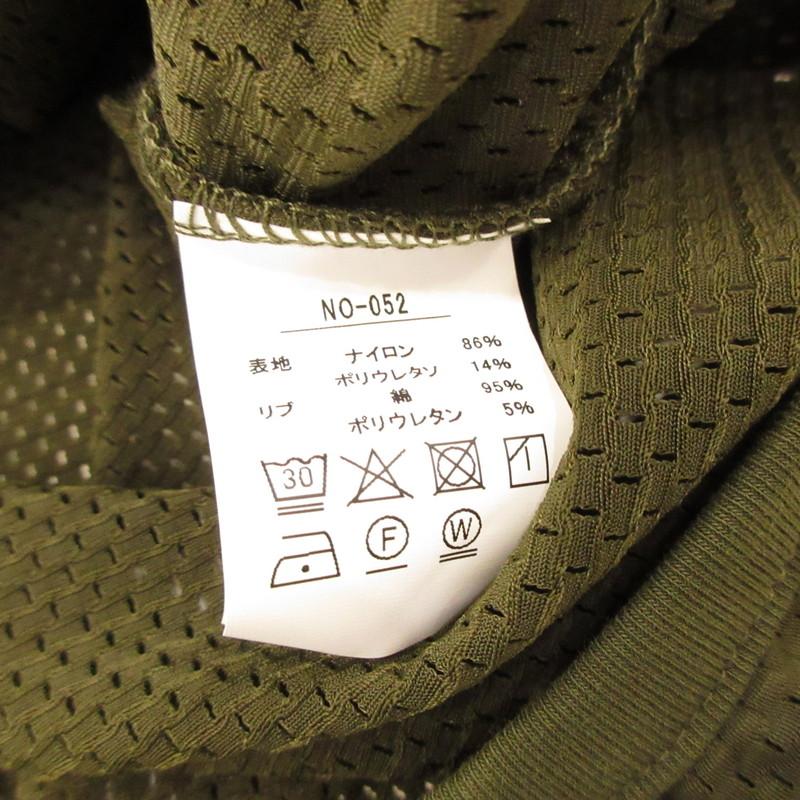 NO-052
表地 ナイロン 86%
ポリウレタン 14%
リブ 綿 95%
ポリウレタン 5%
30
F W